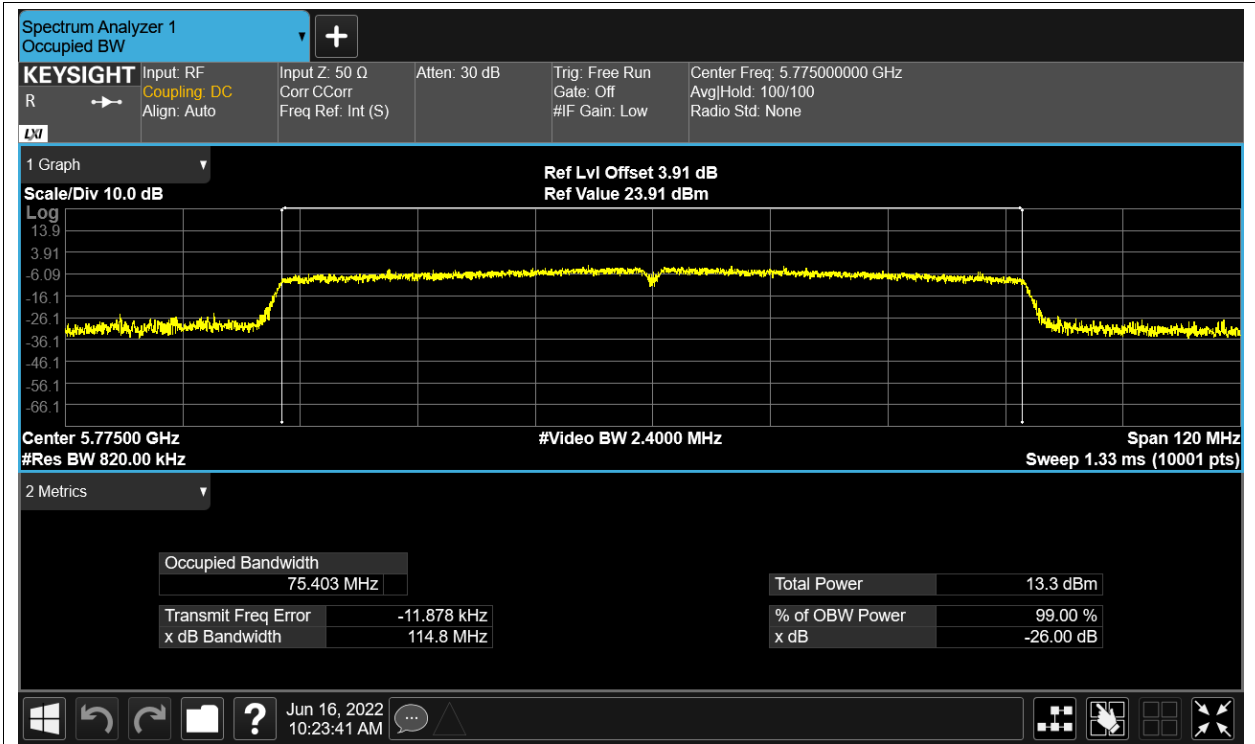 Spectrum Analyzer 1
Occupied BW
KEYSIGHT
R
LXI
Input: RF
Coupling: DC
Align: Auto
Input Z: 50 Ω
Corr CCorr
Freq Ref: Int (S)
Atten: 30 dB
Trig: Free Run
Gate: Off
#IF Gain: Low
Center Freq: 5.775000000 GHz
Avg|Hold: 100/100
Radio Std: None
1 Graph
Scale/Div 10.0 dB
Ref Lvl Offset 3.91 dB
Ref Value 23.91 dBm
Log
13.9
3.91
-6.09
-16.1
-26.1
-36.1
-46.1
-56.1
-66.1
Center 5.77500 GHz
#Video BW 2.4000 MHz
Span 120 MHz
#Res BW 820.00 kHz
Sweep 1.33 ms (10001 pts)
2 Metrics
Occupied Bandwidth
75.403 MHz
Transmit Freq Error -11.878 kHz
x dB Bandwidth 114.8 MHz
Total Power 13.3 dBm
% of OBW Power 99.00 %
x dB -26.00 dB
?
Jun 16, 2022
10:23:41 AM